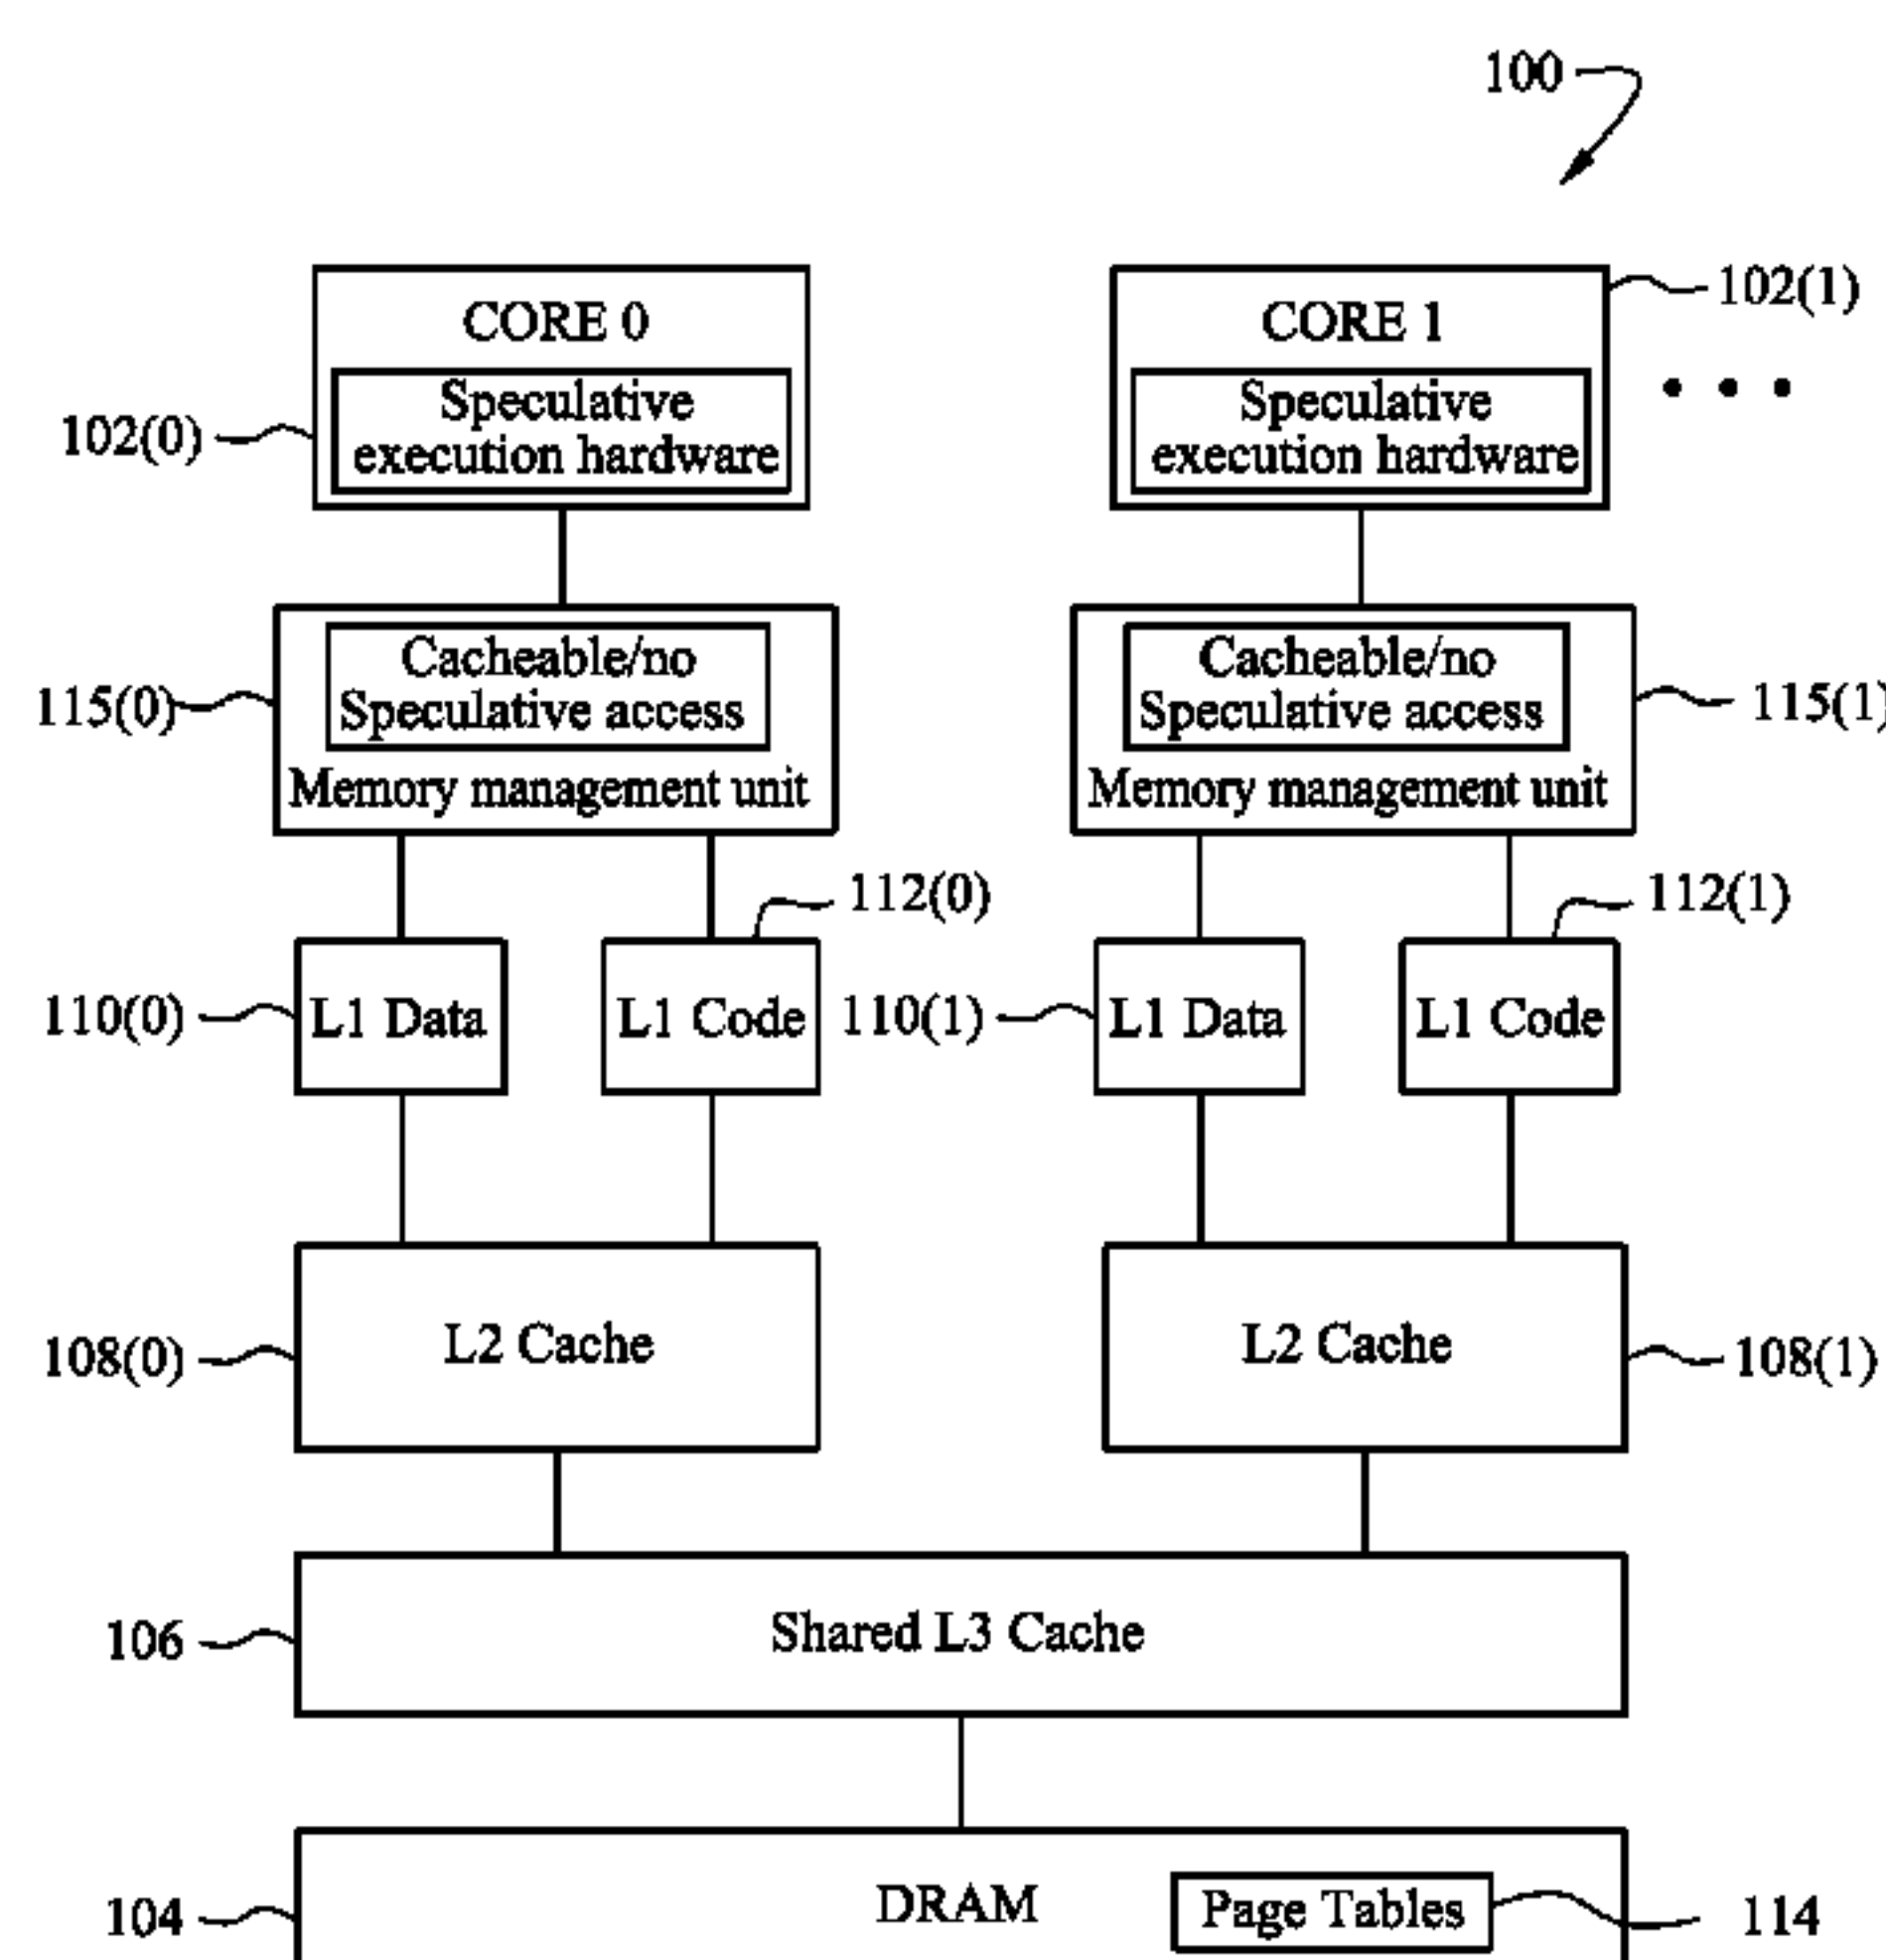 100
CORE 0
CORE 1
102(1)
Speculative
execution hardware
Speculative
execution hardware
102(0)
Cacheable/no
Speculative access
Cacheable/no
Speculative access
115(0)
115(1)
Memory management unit
Memory management unit
112(0)
112(1)
110(0)
L1 Data
L1 Code
110(1)
L1 Data
L1 Code
108(0)
L2 Cache
L2 Cache
108(1)
106
Shared L3 Cache
104
DRAM
Page Tables
114